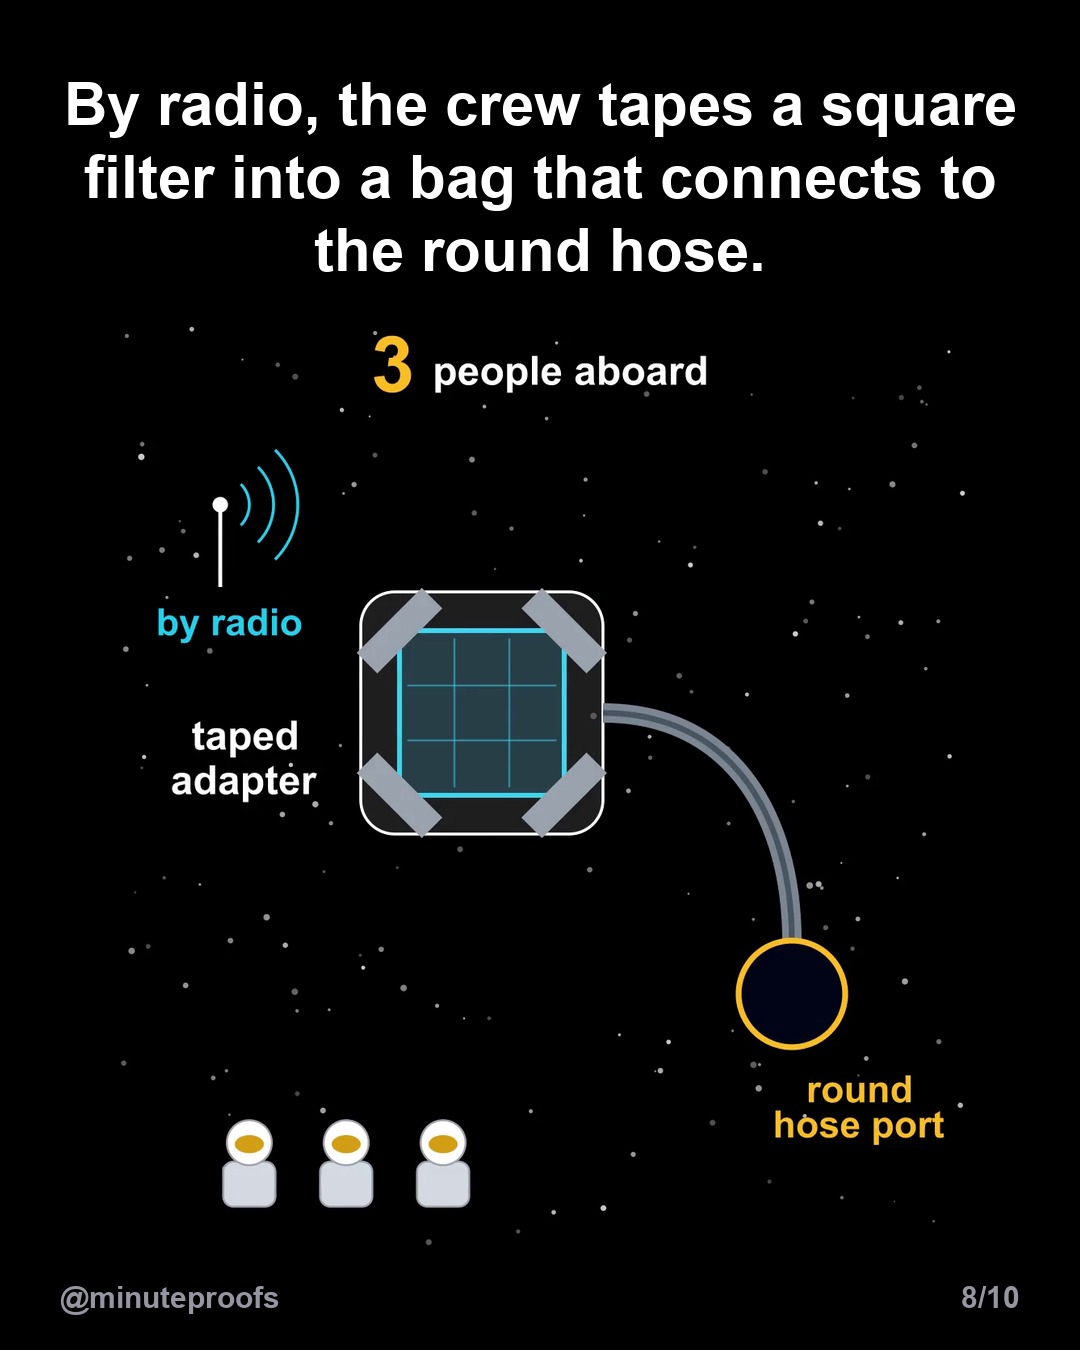 By radio, the crew tapes a square
filter into a bag that connects to
the round hose.
3 people aboard
by radio
taped
adapter
round
hose port
@minuteproofs
8/10